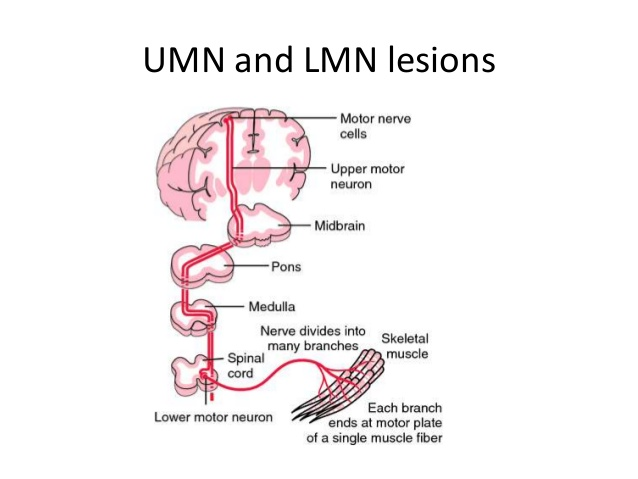 UMN and LMN lesions
Motor nerve
cells
Upper motor
neuron
Midbrain
Pons
Medulla
Nerve divides into
many branches
Skeletal
muscle
Spinal
cord
Lower motor neuron
Each branch
ends at motor plate
of a single muscle fiber